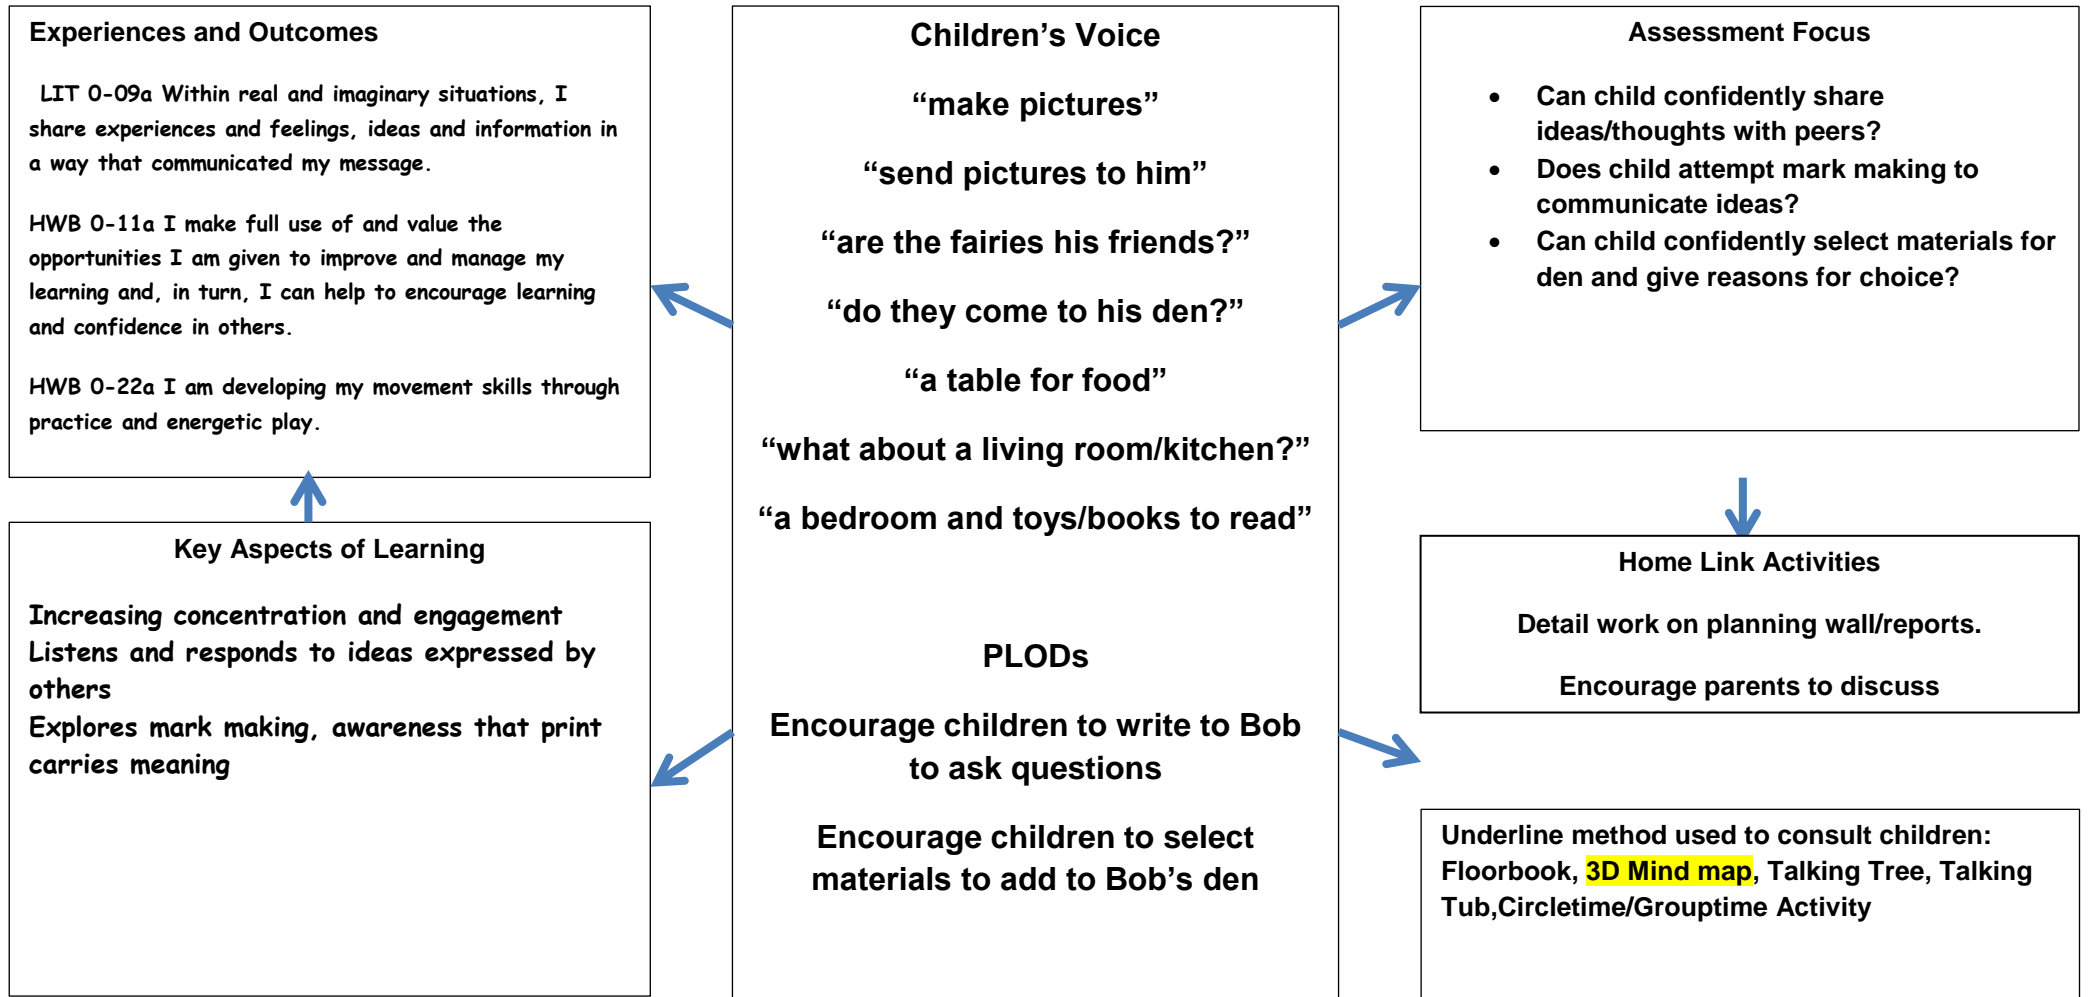 Experiences and Outcomes
LIT 0-09a Within real and imaginary situations, I
share experiences and feelings, ideas and information in
a way that communicated my message.
HWB 0-11a I make full use of and value the
opportunities I am given to improve and manage my
learning and, in turn, I can help to encourage learning
and confidence in others.
HWB 0-22a I am developing my movement skills through
practice and energetic play.
Key Aspects of Learning
Increasing concentration and engagement
Listens and responds to ideas expressed by
others
Explores mark making, awareness that print
carries meaning
Children’s Voice
“make pictures”
“send pictures to him”
“are the fairies his friends?”
“do they come to his den?”
“a table for food”
“what about a living room/kitchen?”
“a bedroom and toys/books to read”
PLODs
Encourage children to write to Bob
to ask questions
Encourage children to select
materials to add to Bob’s den
Assessment Focus
• Can child confidently share
ideas/thoughts with peers?
• Does child attempt mark making to
communicate ideas?
• Can child confidently select materials for
den and give reasons for choice?
Home Link Activities
Detail work on planning wall/reports.
Encourage parents to discuss
Underline method used to consult children:
Floorbook, 3D Mind map, Talking Tree, Talking
Tub,Circletime/Grouptime Activity